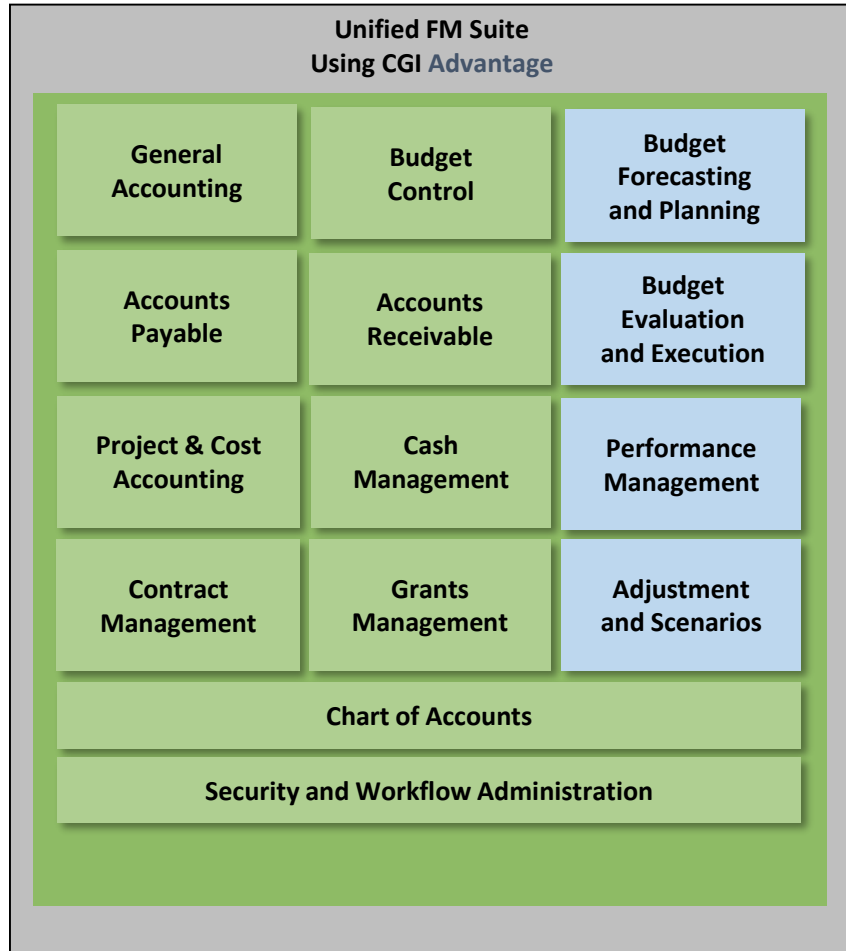 Unified FM Suite
Using CGI Advantage
General
Accounting
Budget
Control
Budget
Forecasting
and Planning
Accounts
Payable
Accounts
Receivable
Budget
Evaluation
and Execution
Project & Cost
Accounting
Cash
Management
Performance
Management
Contract
Management
Grants
Management
Adjustment
and Scenarios
Chart of Accounts
Security and Workflow Administration